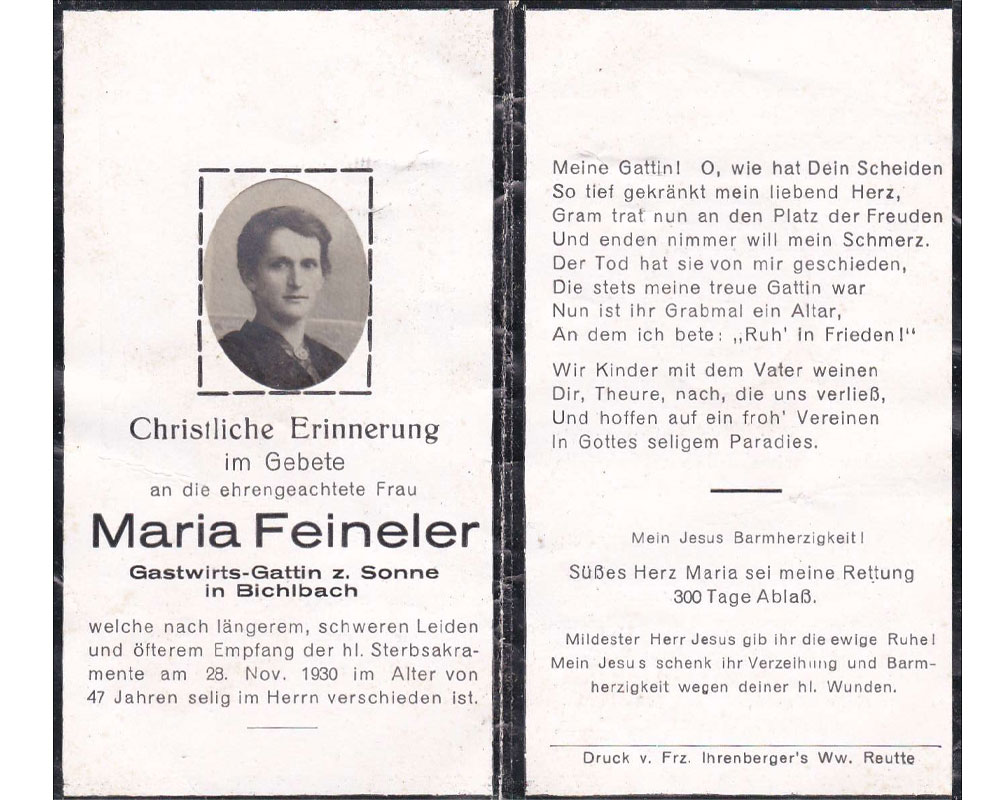 Christliche Erinnerung
im Gebete
an die ehrengeachtete Frau
Maria Feineler
Gastwirts-Gattin z. Sonne
in Bichlbach
welche nach längerem, schweren Leiden
und öfterem Empfang der hl. Sterbsakra-
mente am 28. Nov. 1930 im Alter von
47 Jahren selig im Herrn verschieden ist.
Meine Gattin! O, wie hat Dein Scheiden
So tief gekränkt mein liebend Herz,
Gram trat nun an den Platz der Freuden
Und enden nimmer will mein Schmerz.
Der Tod hat sie von mir geschieden,
Die stets meine treue Gattin war
Nun ist ihr Grabmal ein Altar,
An dem ich bete: „Ruh' in Frieden!“
Wir Kinder mit dem Vater weinen
Dir, Theure, nach, die uns verließ,
Und hoffen auf ein froh' Vereinen
In Gottes seligem Paradies.
Mein Jesus Barmherzigkeit!
Süßes Herz Maria sei meine Rettung
300 Tage Ablaß.
Mildester Herr Jesus gib ihr die ewige Ruhe!
Mein Jesus schenk ihr Verzeihung und Barm-
herzigkeit wegen deiner hl. Wunden.
Druck v. Frz. Ihrenberger's Ww. Reutte